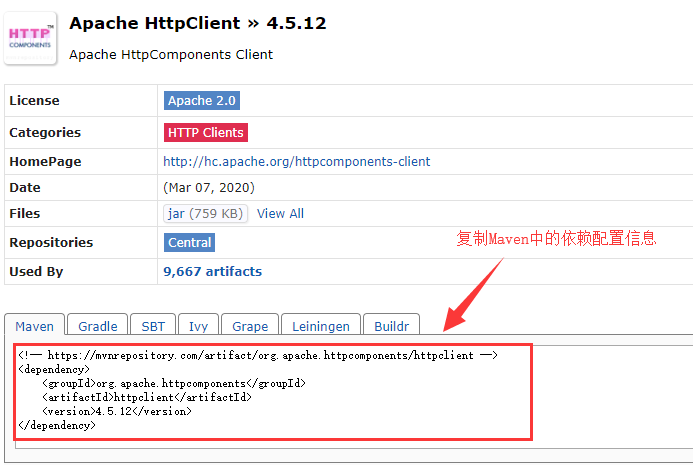 HTTP™
COMPONENTS
Apache HttpClient » 4.5.12
Apache HttpComponents Client
License Apache 2.0
Categories HTTP Clients
HomePage http://hc.apache.org/httpcomponents-client
Date (Mar 07, 2020)
Files jar (759 KB) View All
Repositories Central
Used By 9,667 artifacts
复制Maven中的依赖配置信息
Maven Gradle SBT Ivy Grape Leiningen Buildr
<!-- https://mvnrepository.com/artifact/org.apache.httpcomponents/httpclient -->
<dependency>
    <groupId>org.apache.httpcomponents</groupId>
    <artifactId>httpclient</artifactId>
    <version>4.5.12</version>
</dependency>